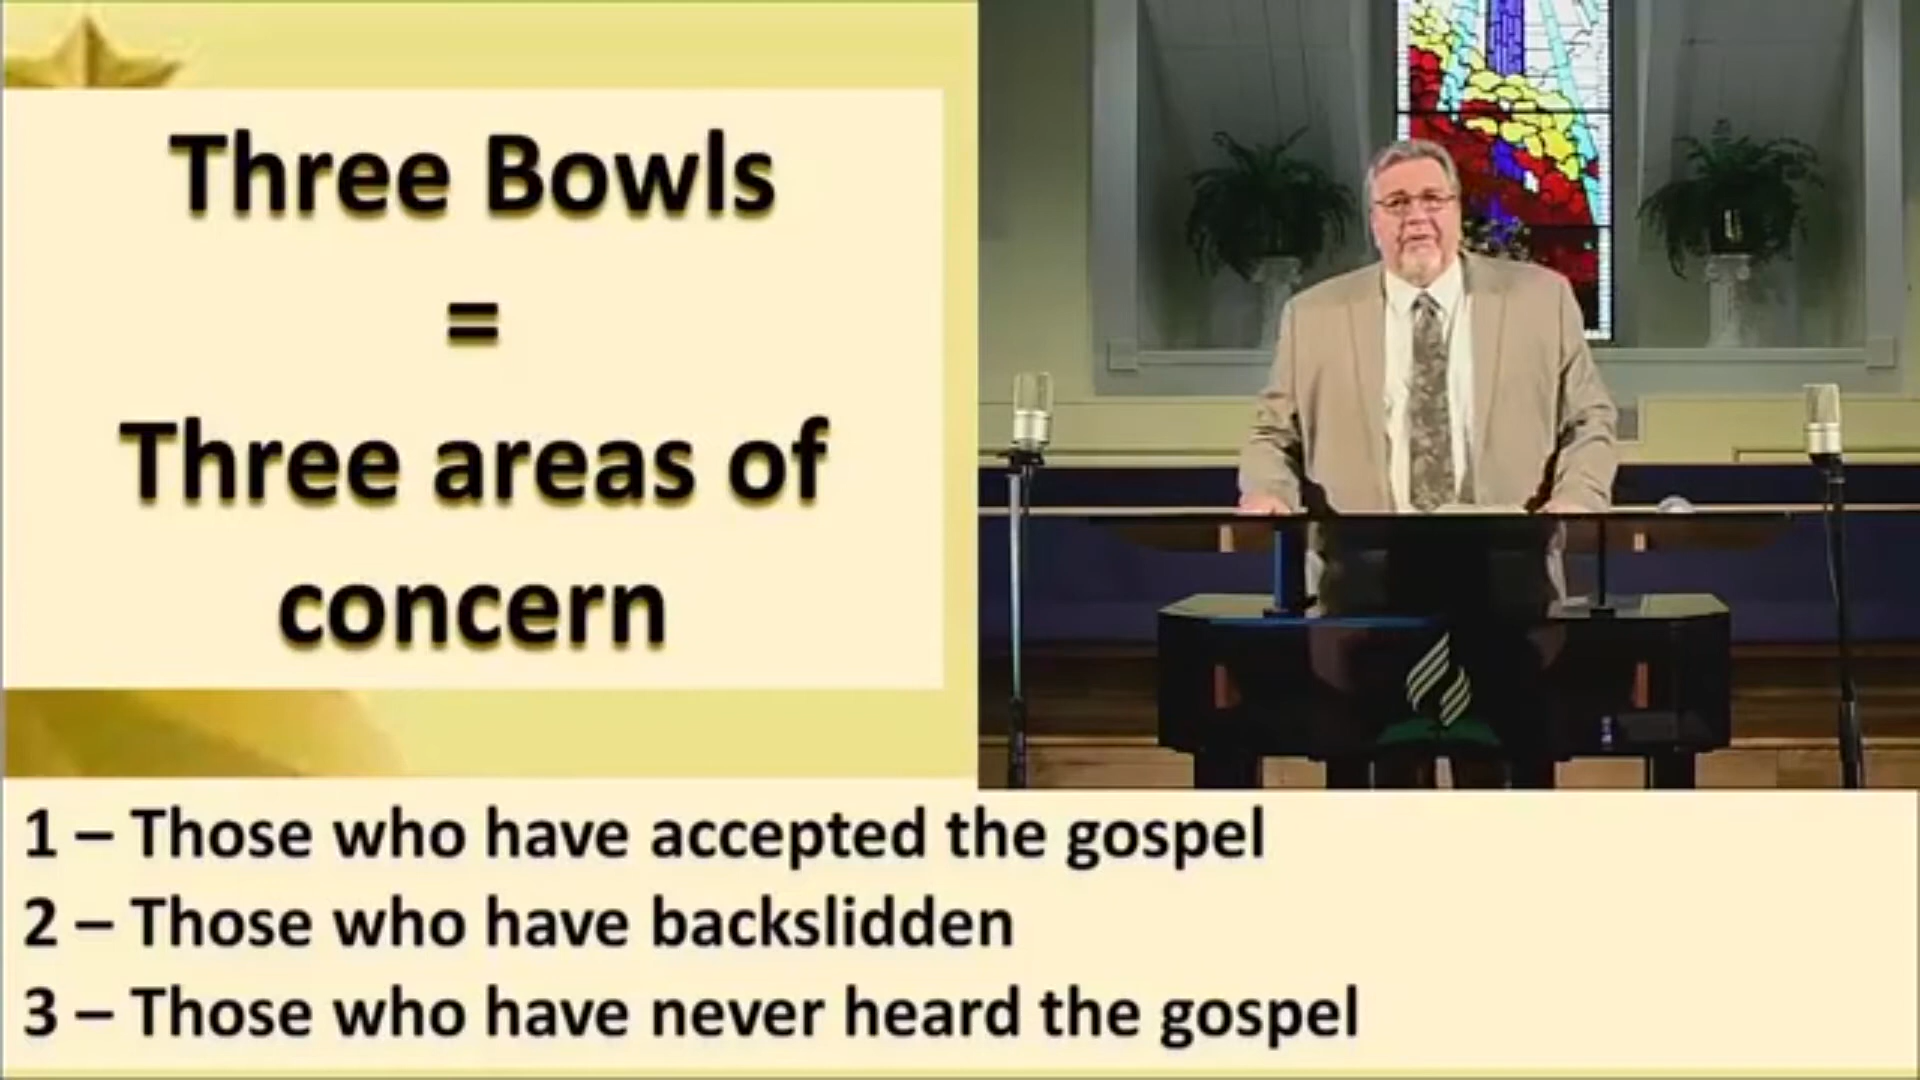 Three Bowls
=
Three areas of
concern
1 – Those who have accepted the gospel
2 – Those who have backslidden
3 – Those who have never heard the gospel